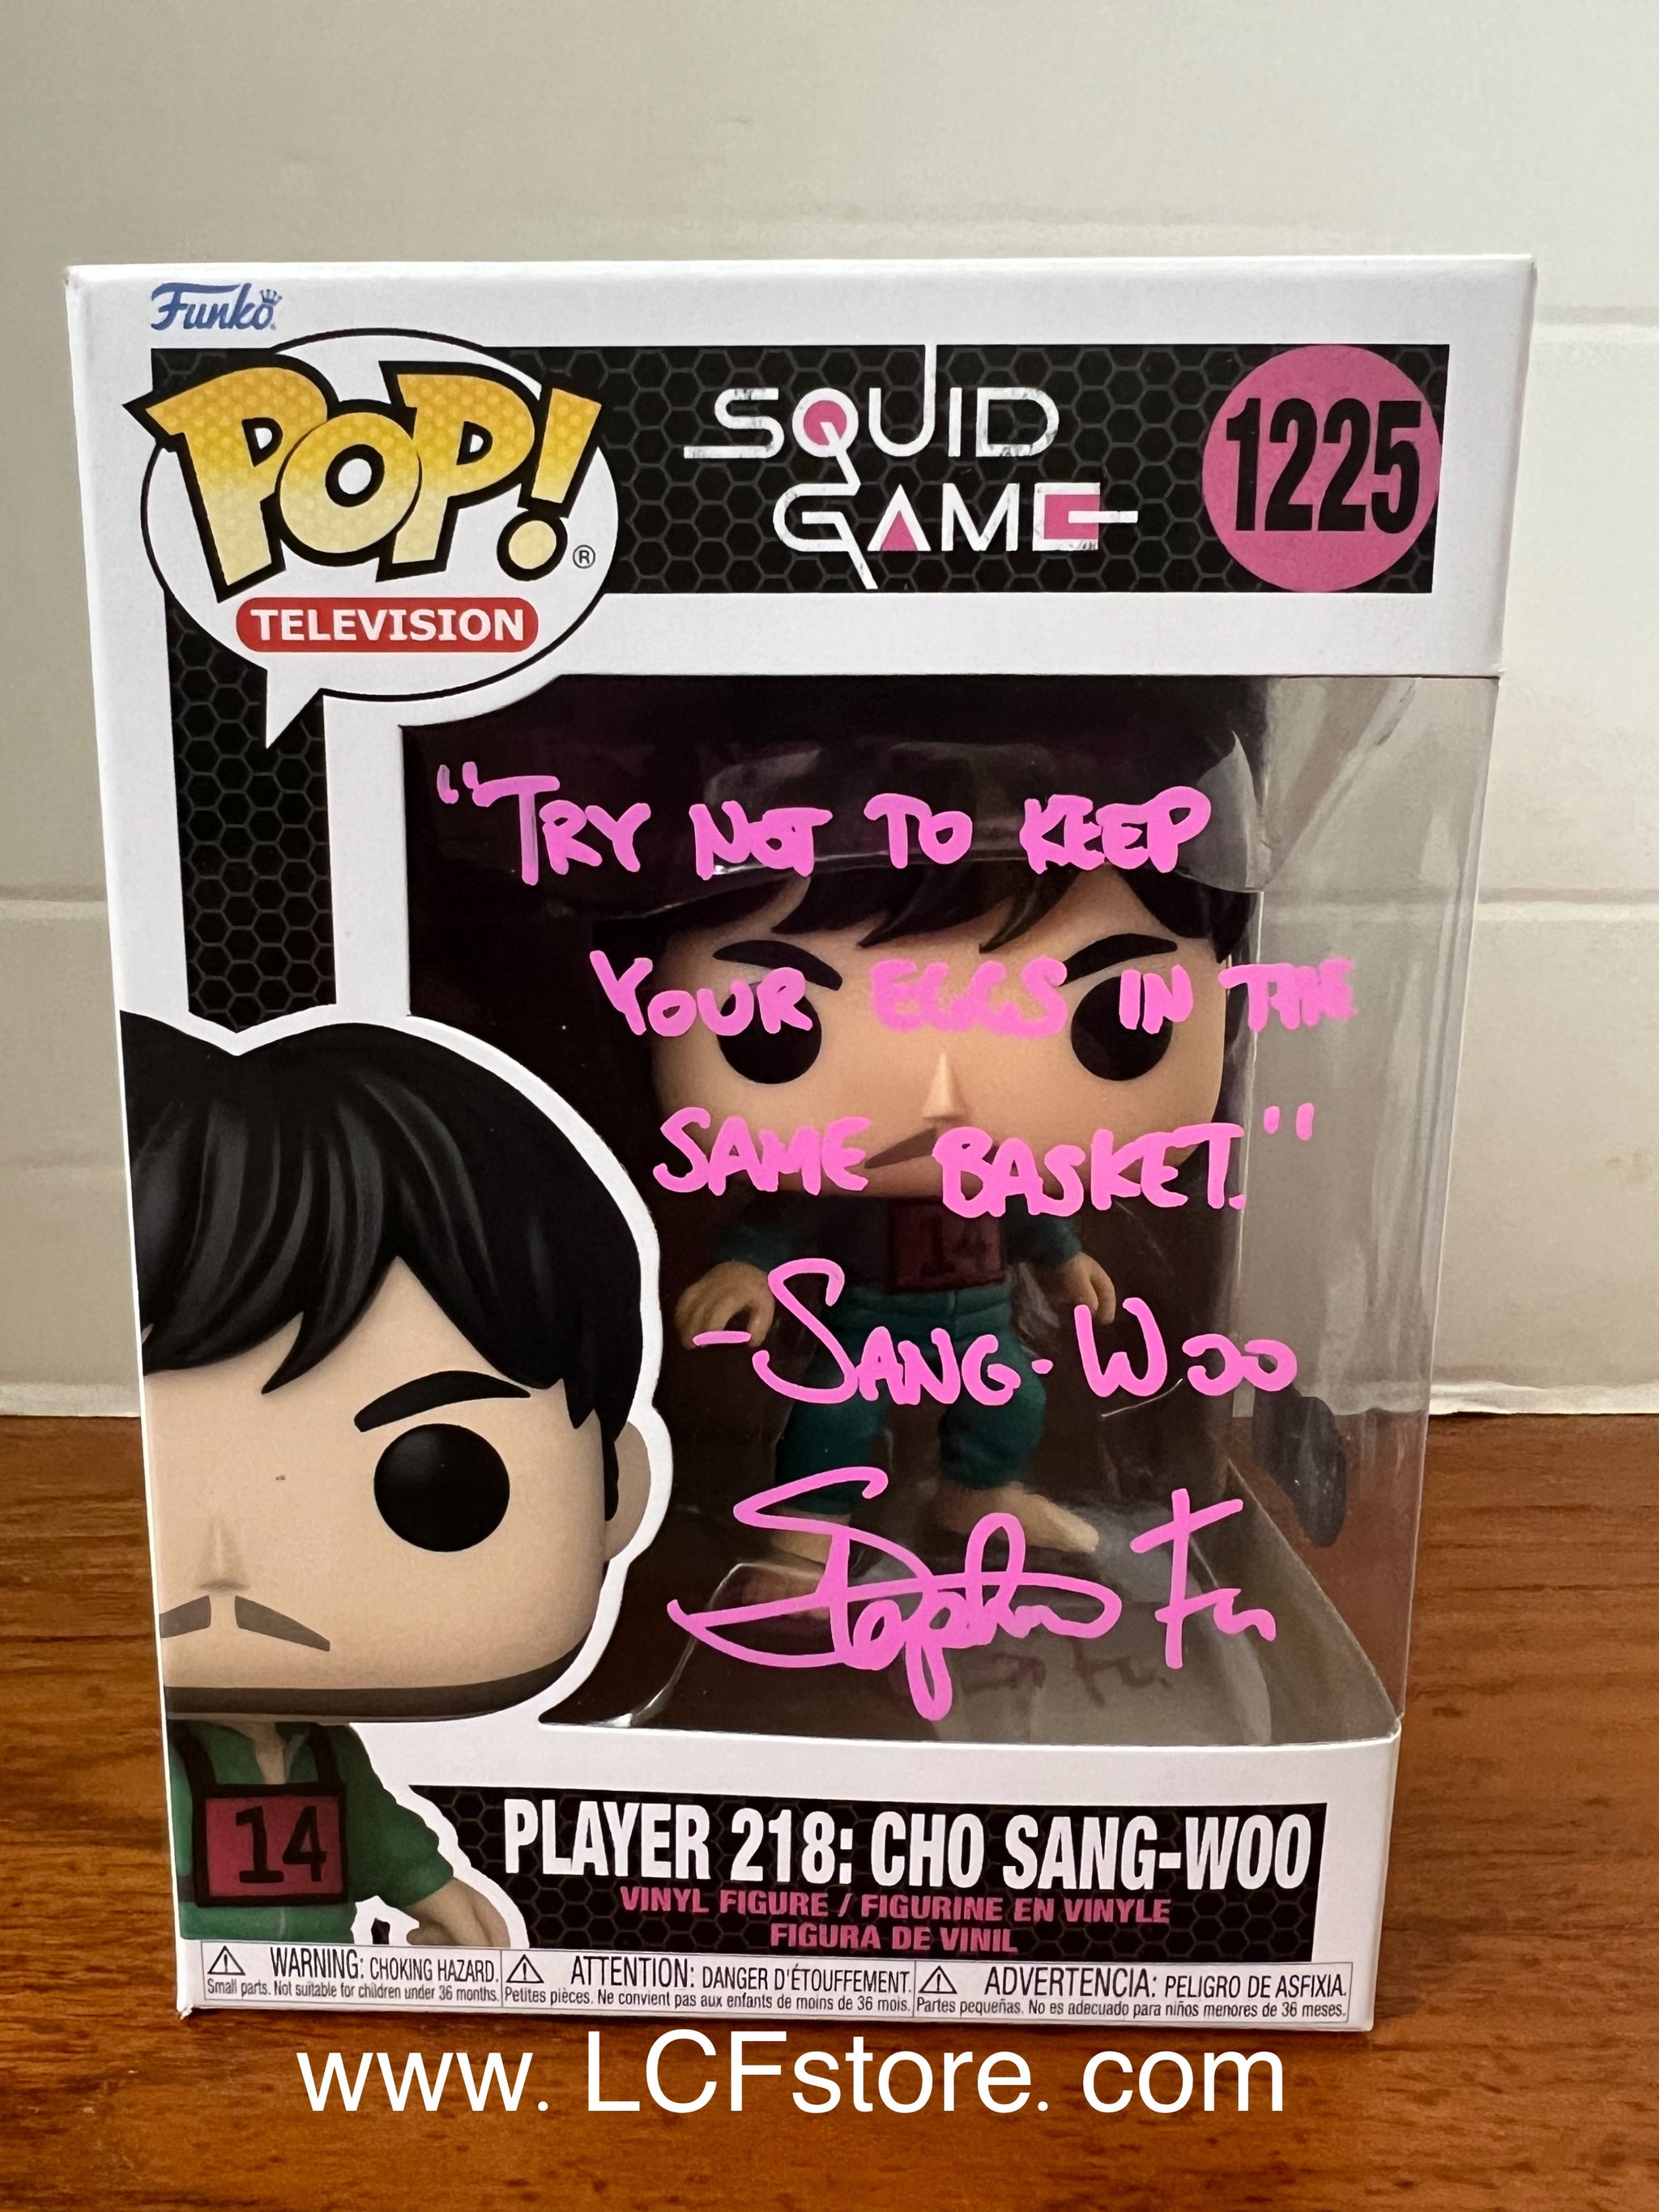 Funko
POP!®
TELEVISION
SQUID
GAME
1225
"TRY NOT TO KEEP
YOUR EGGS IN THE
SAME BASKET."
-SANG-WOO
Stephen Fu
14
14
PLAYER 218: CHO SANG-WOO
VINYL FIGURE / FIGURINE EN VINYLE
FIGURA DE VINIL
WARNING: CHOKING HAZARD.
Small parts. Not suitable for children under 36 months.
ATTENTION: DANGER D'ÉTOUFFEMENT.
Petites pièces. Ne convient pas aux enfants de moins de 36 mois.
ADVERTENCIA: PELIGRO DE ASFIXIA.
Partes pequeñas. No es adecuado para niños menores de 36 meses.
www. LCFstore. com